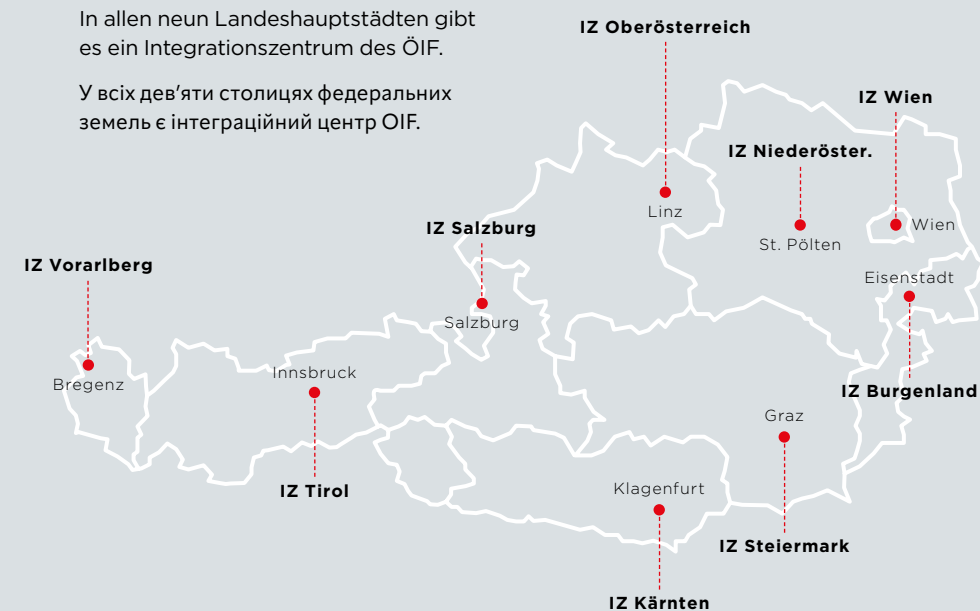 In allen neun Landeshauptstädten gibt
es ein Integrationszentrum des ÖIF.
У всіх дев'яти столицях федеральних
земель є інтеграційний центр OIF.
IZ Oberösterreich
IZ Wien
IZ Niederöster.
Linz
IZ Salzburg
Wien
St. Pölten
IZ Vorarlberg
Eisenstadt
Salzburg
Innsbruck
Bregenz
IZ Burgenland
Graz
IZ Tirol
Klagenfurt
IZ Steiermark
IZ Kärnten